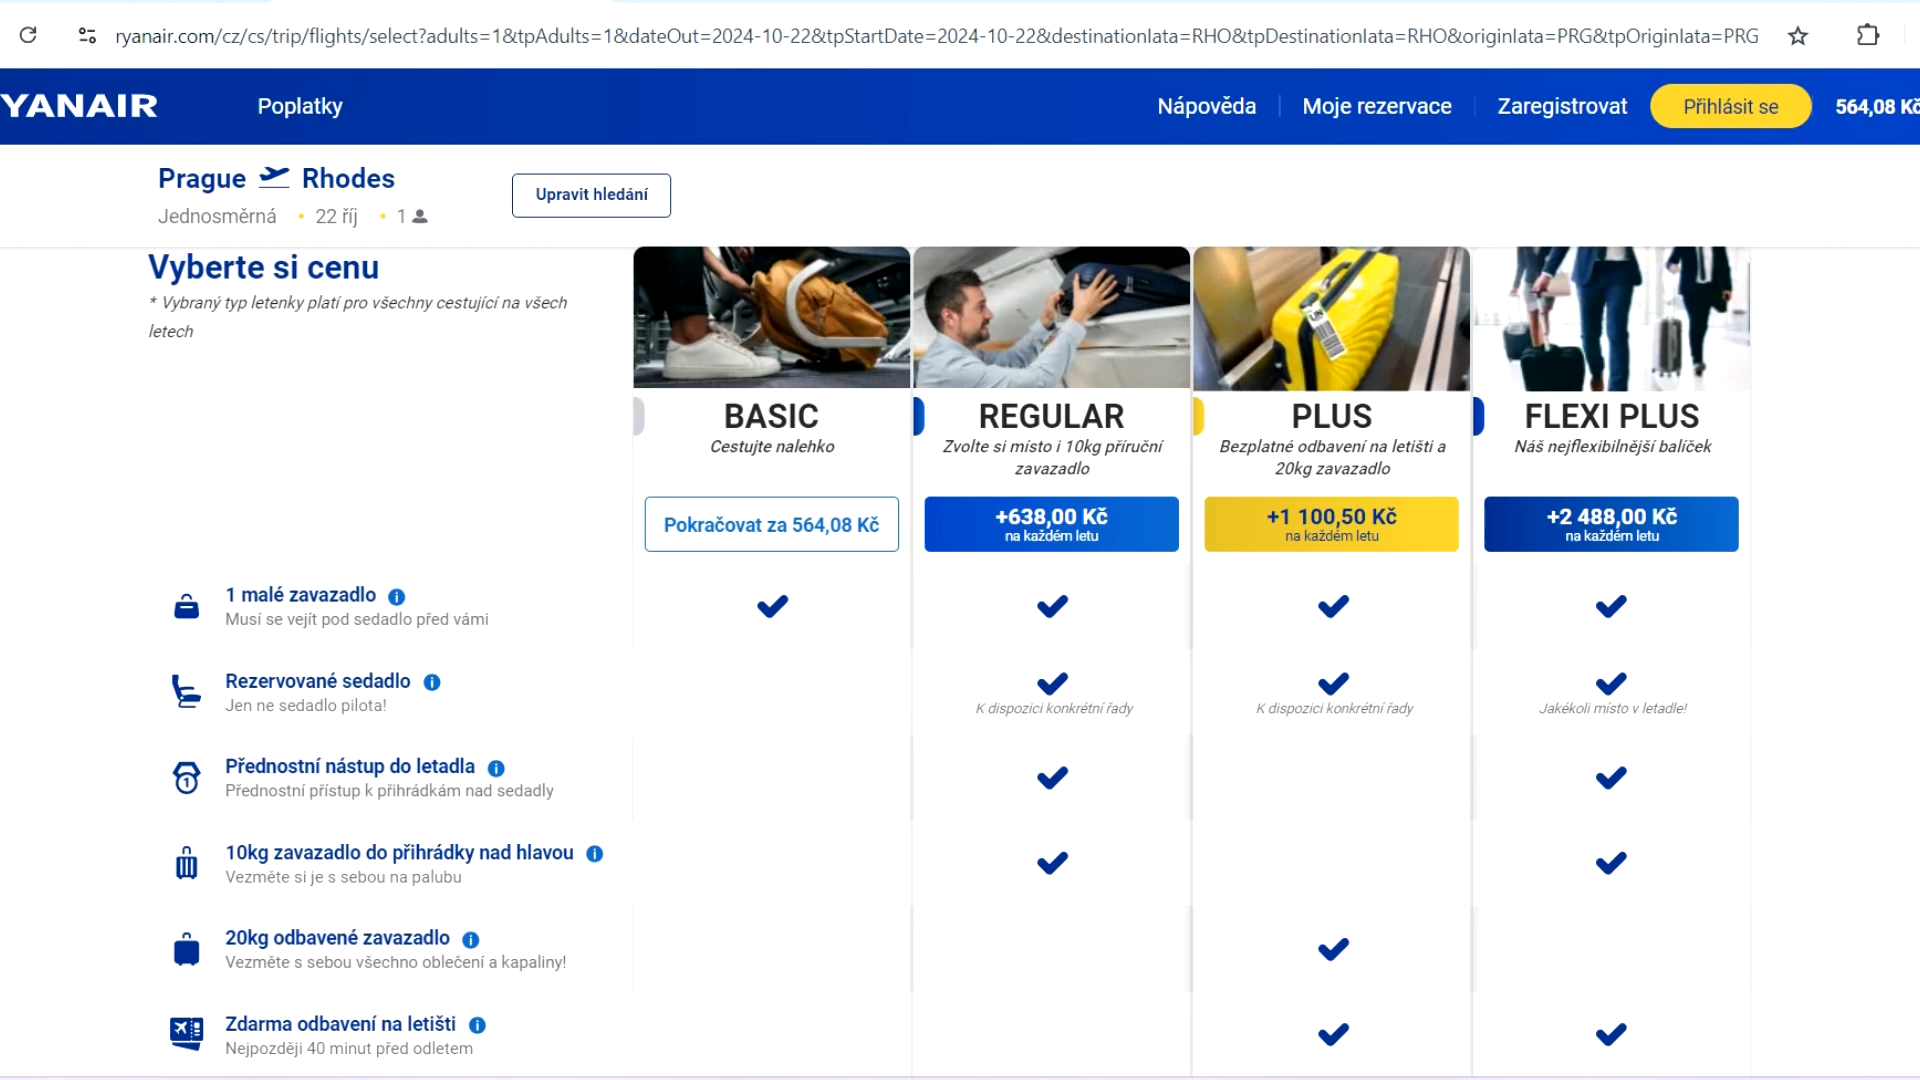 ryanair.com/cz/cs/trip/flights/select?adults=1&tpAdults=1&dateOut=2024-10-22&tpStartDate=2024-10-22&destinationIata=RHO&tpDestinationIata=RHO&originIata=PRG&tpOriginIata=PRG
YANAIR
Poplatky
Nápověda
Moje rezervace
Zaregistrovat
Přihlásit se
564,08 Kč
Prague Rhodes
Jednosměrná • 22 říj • 1
Upravit hledání
Vyberte si cenu
* Vybraný typ letenky platí pro všechny cestující na všech
letech
BASIC
Cestujte nalehko
Pokračovat za 564,08 Kč
REGULAR
Zvolte si místo i 10kg příruční
zavazadlo
+638,00 Kč
na každém letu
PLUS
Bezplatné odbavení na letišti a
20kg zavazadlo
+1 100,50 Kč
na každém letu
FLEXI PLUS
Náš nejflexibilnější balíček
+2 488,00 Kč
na každém letu
1 malé zavazadlo
Musí se vejít pod sedadlo před vámi
Rezervované sedadlo
Jen ne sedadlo pilota!
K dispozici konkrétní řady
K dispozici konkrétní řady
Jakékoli místo v letadle!
Přednostní nástup do letadla
Přednostní přístup k přihrádkám nad sedadly
10kg zavazadlo do přihrádky nad hlavou
Vezměte si je s sebou na palubu
20kg odbavené zavazadlo
Vezměte s sebou všechno oblečení a kapaliny!
Zdarma odbavení na letišti
Nejpozději 40 minut před odletem